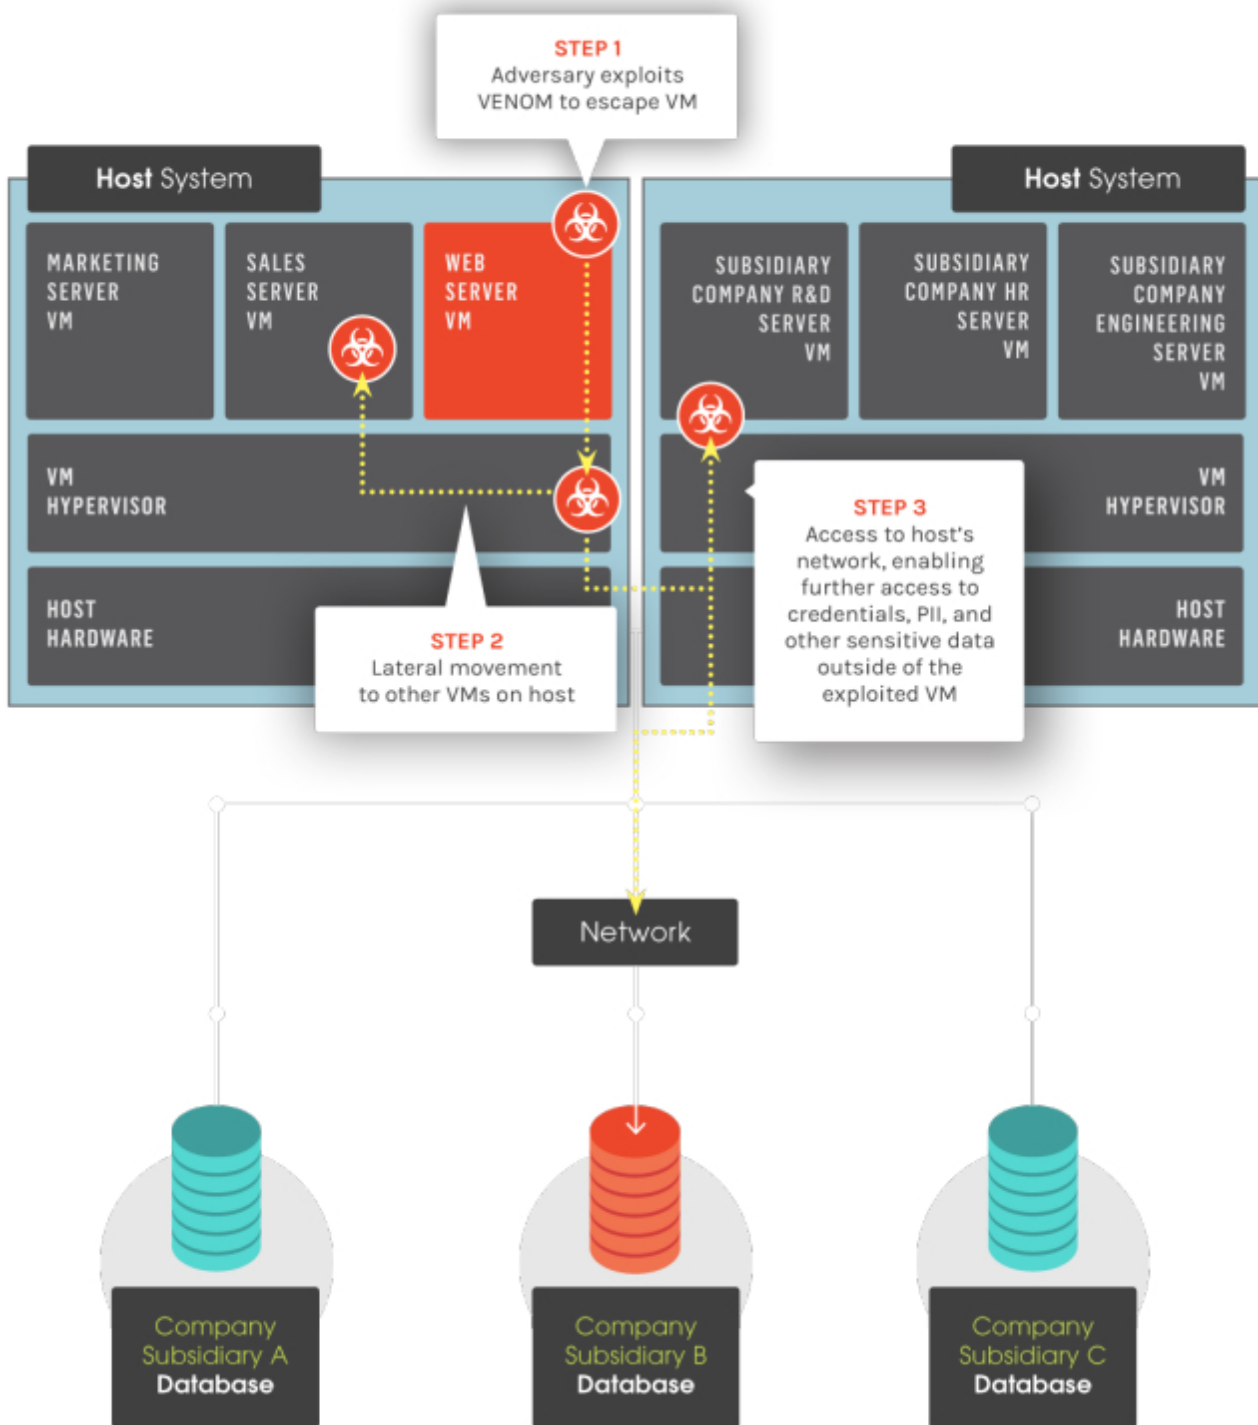 STEP 1
Adversary exploits
VENOM to escape VM
Host System
Host System
MARKETING
SERVER
VM
SALES
SERVER
VM
WEB
SERVER
VM
SUBSIDIARY
COMPANY R&D
SERVER
VM
SUBSIDIARY
COMPANY HR
SERVER
VM
SUBSIDIARY
COMPANY
ENGINEERING
SERVER
VM
VM
HYPERVISOR
VM
HYPERVISOR
STEP 3
Access to host's
network, enabling
further access to
credentials, PII, and
other sensitive data
outside of the
exploited VM
HOST
HARDWARE
HOST
HARDWARE
STEP 2
Lateral movement
to other VMs on host
Network
Company
Subsidiary A
Database
Company
Subsidiary B
Database
Company
Subsidiary C
Database